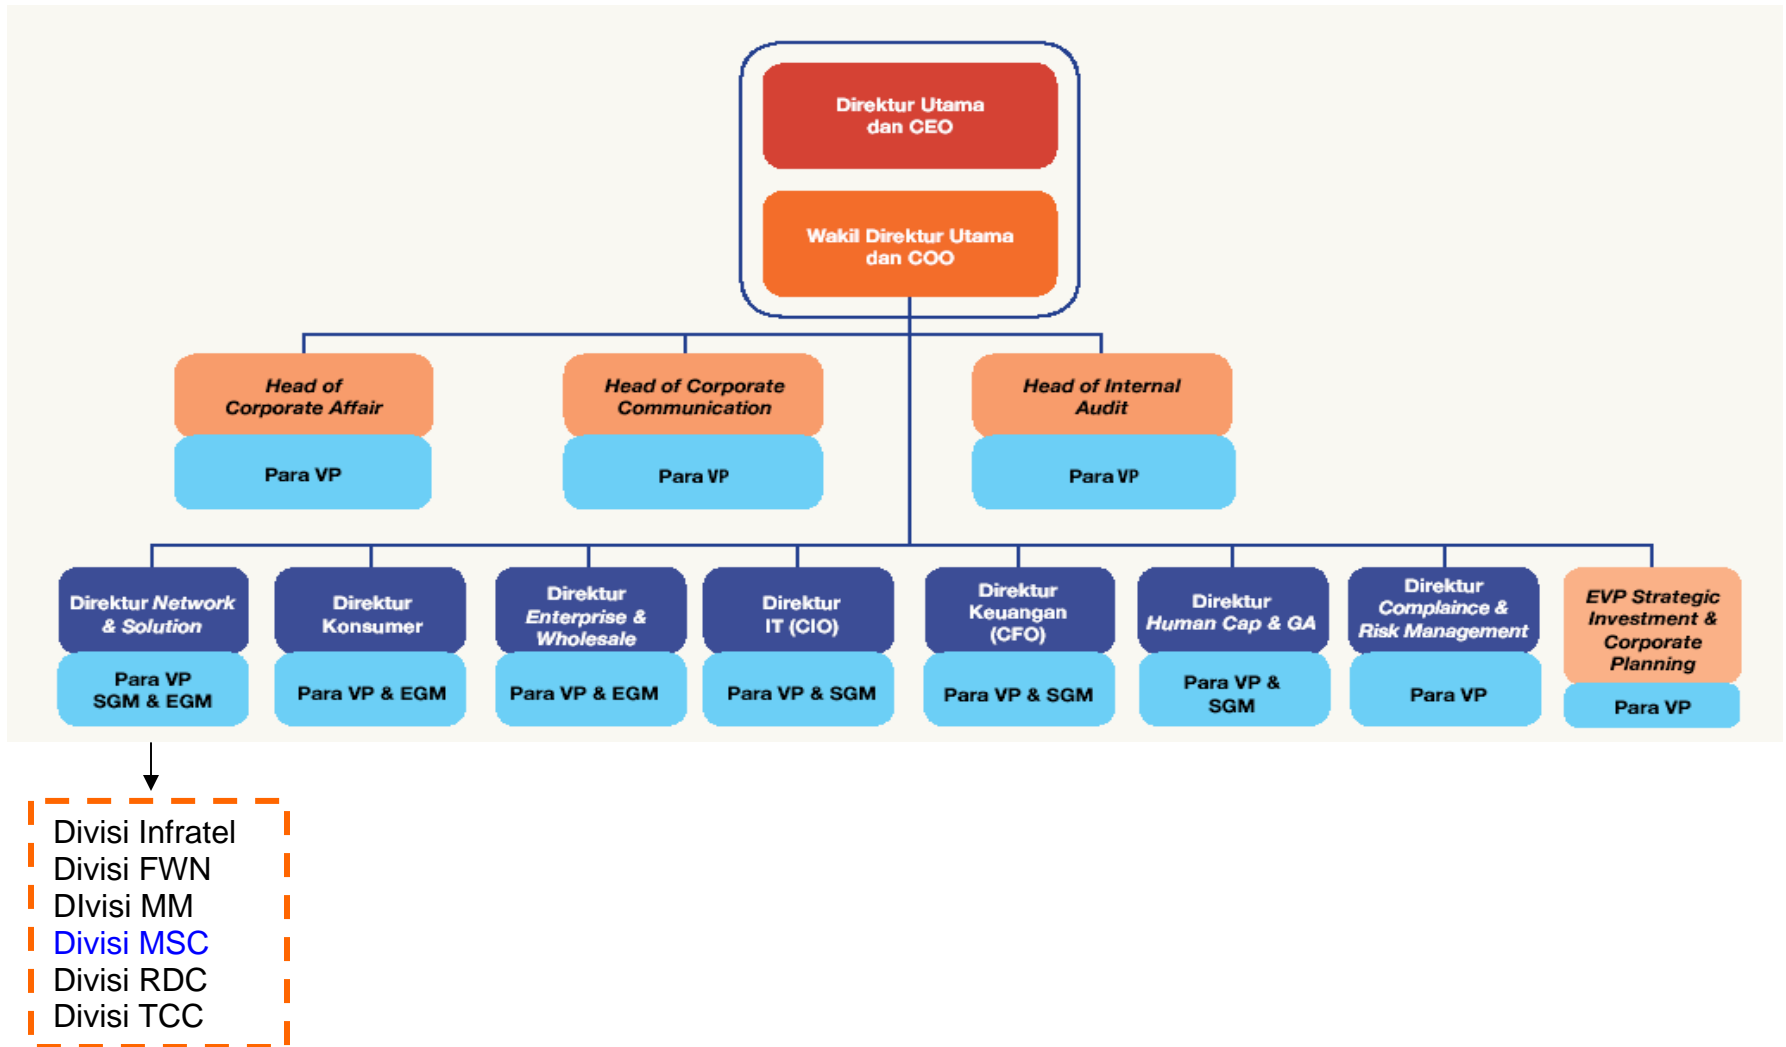 Direktur Utama
dan CEO
Wakil Direktur Utama
dan COO
Head of
Corporate Affair
Para VP
Head of Corporate
Communication
Para VP
Head of Internal
Audit
Para VP
Direktur Network
& Solution
Para VP
SGM & EGM
Direktur
Konsumer
Para VP & EGM
Direktur
Enterprise &
Wholesale
Para VP & EGM
Direktur
IT (CIO)
Para VP & SGM
Direktur
Keuangan
(CFO)
Para VP & SGM
Direktur
Human Cap & GA
Para VP &
SGM
Direktur
Complaince &
Risk Management
Para VP
EVP Strategic
Investment &
Corporate
Planning
Para VP
Divisi Infratel
Divisi FWN
DIvisi MM
Divisi MSC
Divisi RDC
Divisi TCC